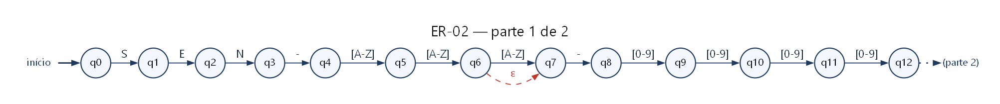 ER-02 — parte 1 de 2
S E N - [A-Z] [A-Z] [A-Z] - [0-9] [0-9] [0-9] [0-9]
início q0 q1 q2 q3 q4 q5 q6 q7 q8 q9 q10 q11 q12 (parte 2)
ε